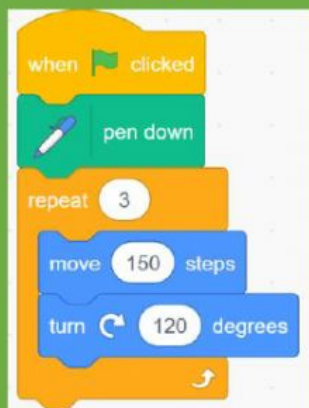 when clicked
pen down
repeat 3
move 150 steps
turn 120 degrees